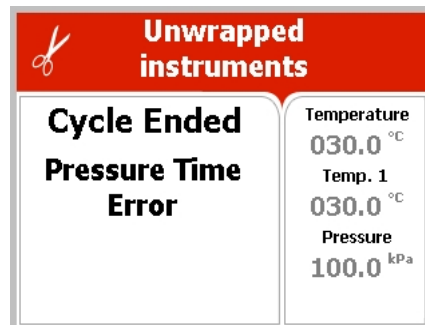 Unwrapped
instruments
Cycle Ended
Pressure Time
Error
Temperature
030.0 °C
Temp. 1
030.0 °C
Pressure
100.0 kPa